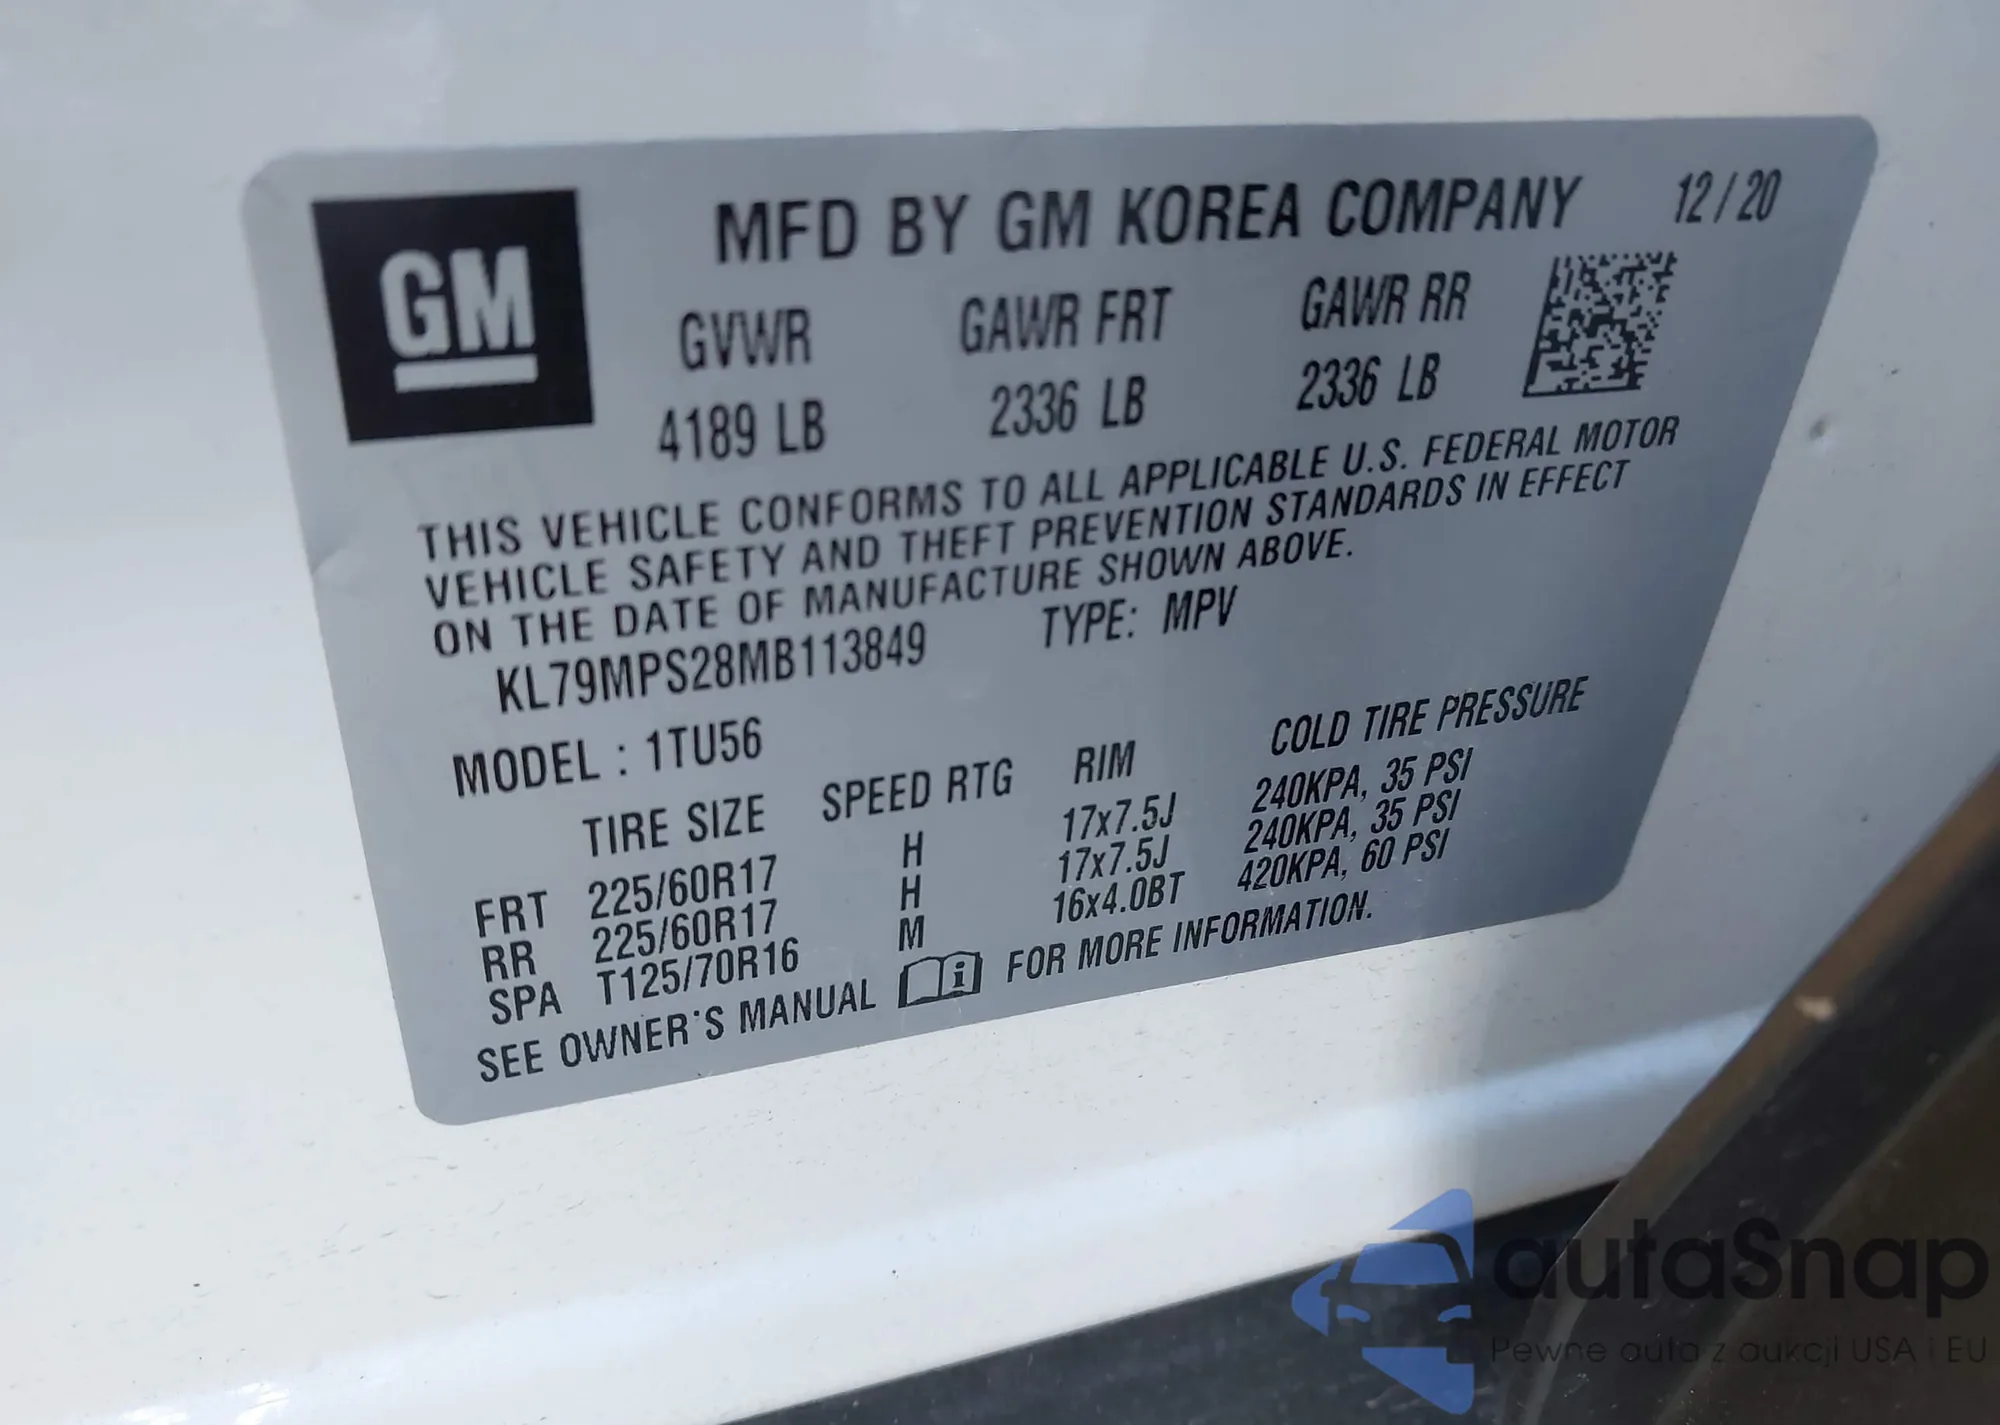 GM
MFD BY GM KOREA COMPANY 12/20
GVWR GAWR FRT GAWR RR
4189 LB 2336 LB 2336 LB
THIS VEHICLE CONFORMS TO ALL APPLICABLE U.S. FEDERAL MOTOR
VEHICLE SAFETY AND THEFT PREVENTION STANDARDS IN EFFECT
ON THE DATE OF MANUFACTURE SHOWN ABOVE.
KL79MPS28MB113849 TYPE: MPV
MODEL : 1TU56
TIRE SIZE SPEED RTG RIM COLD TIRE PRESSURE
FRT 225/60R17 H 17x7.5J 240KPA, 35 PSI
RR 225/60R17 H 17x7.5J 240KPA, 35 PSI
SPA T125/70R16 M 16x4.0BT 420KPA, 60 PSI
SEE OWNER'S MANUAL i FOR MORE INFORMATION.
autaSnap
Pewne auta z aukcji USA i EU